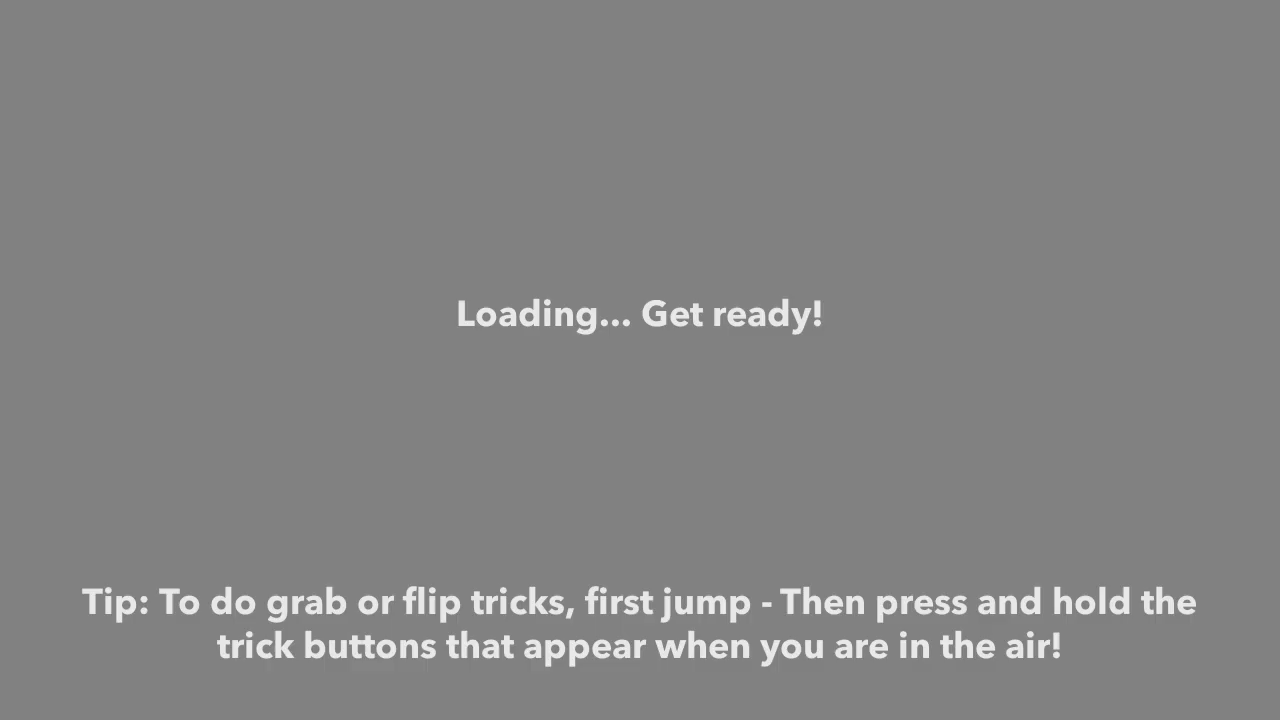 Loading... Get ready!
Tip: To do grab or flip tricks, first jump - Then press and hold the
trick buttons that appear when you are in the air!